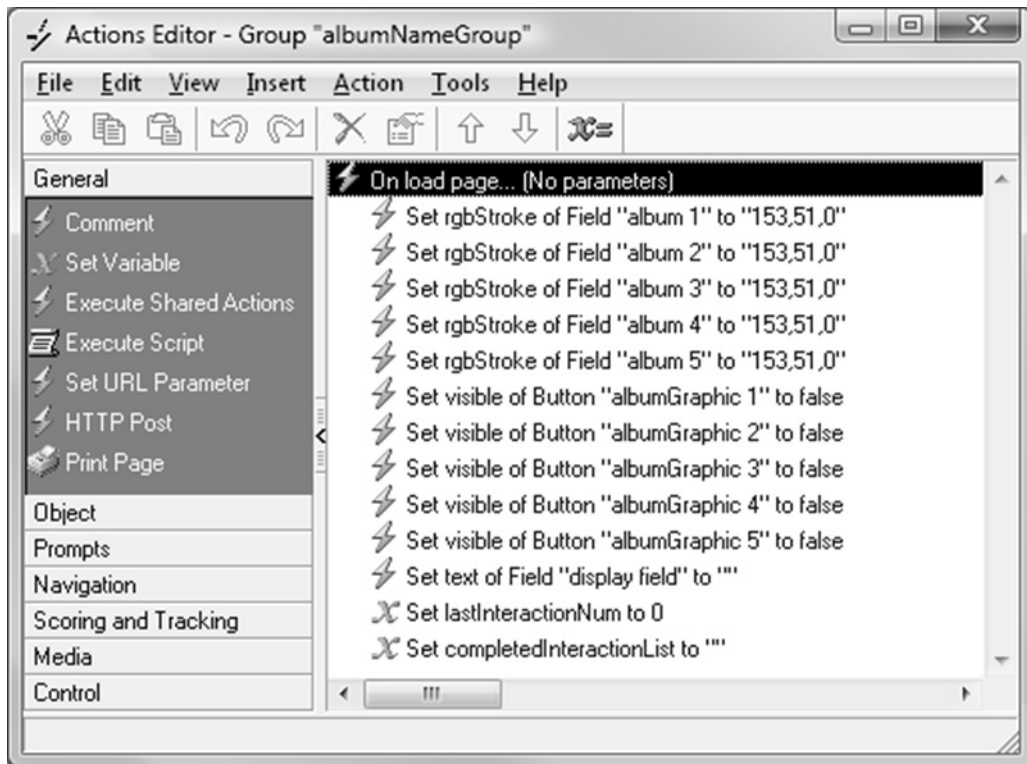 Actions Editor - Group "albumNameGroup"
File Edit View Insert Action Tools Help
X=
General
Comment
Set Variable
Execute Shared Actions
Execute Script
Set URL Parameter
HTTP Post
Print Page
Object
Prompts
Navigation
Scoring and Tracking
Media
Control
On load page... (No parameters)
Set rgbStroke of Field "album 1" to "153,51,0"
Set rgbStroke of Field "album 2" to "153,51,0"
Set rgbStroke of Field "album 3" to "153,51,0"
Set rgbStroke of Field "album 4" to "153,51,0"
Set rgbStroke of Field "album 5" to "153,51,0"
Set visible of Button "albumGraphic 1" to false
Set visible of Button "albumGraphic 2" to false
Set visible of Button "albumGraphic 3" to false
Set visible of Button "albumGraphic 4" to false
Set visible of Button "albumGraphic 5" to false
Set text of Field "display field" to ""
Set lastInteractionNum to 0
Set completedInteractionList to ""